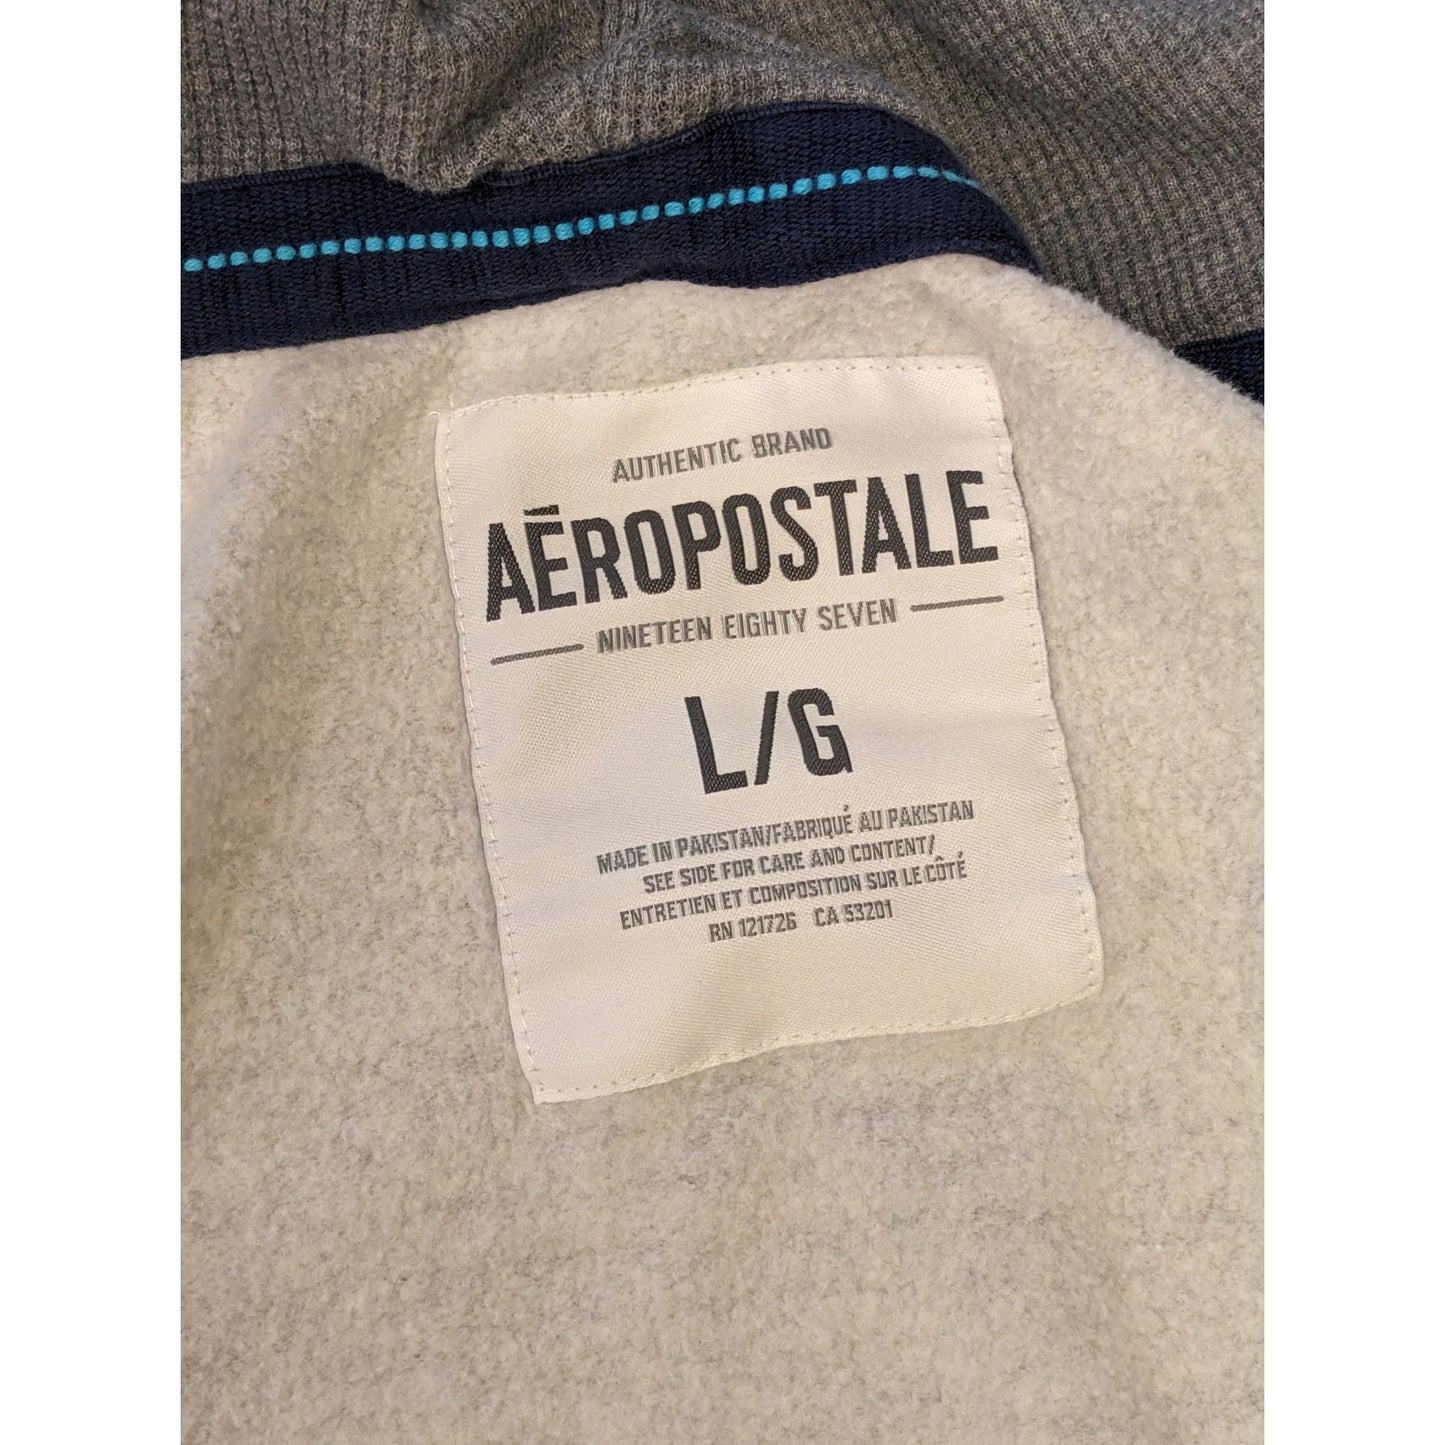 AUTHENTIC BRAND
AÉROPOSTALE
NINETEEN EIGHTY SEVEN
L/G
MADE IN PAKISTAN/FABRIQUÉ AU PAKISTAN
SEE SIDE FOR CARE AND CONTENT/
ENTRETIEN ET COMPOSITION SUR LE CÔTÉ
RN 121726 CA 53201